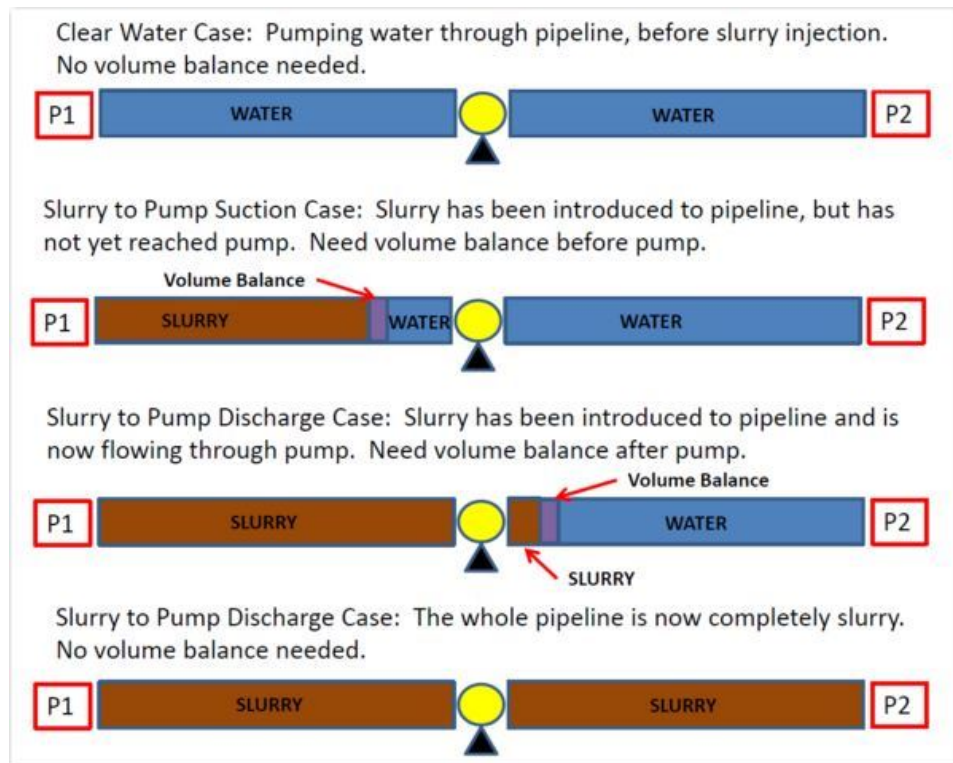 Clear Water Case:  Pumping water through pipeline, before slurry injection.
No volume balance needed.
P1 WATER WATER P2
Slurry to Pump Suction Case:  Slurry has been introduced to pipeline, but has
not yet reached pump.  Need volume balance before pump.
Volume Balance
P1 SLURRY WATER WATER P2
Slurry to Pump Discharge Case:  Slurry has been introduced to pipeline and is
now flowing through pump.  Need volume balance after pump.
Volume Balance
P1 SLURRY WATER P2
SLURRY
Slurry to Pump Discharge Case:  The whole pipeline is now completely slurry.
No volume balance needed.
P1 SLURRY SLURRY P2